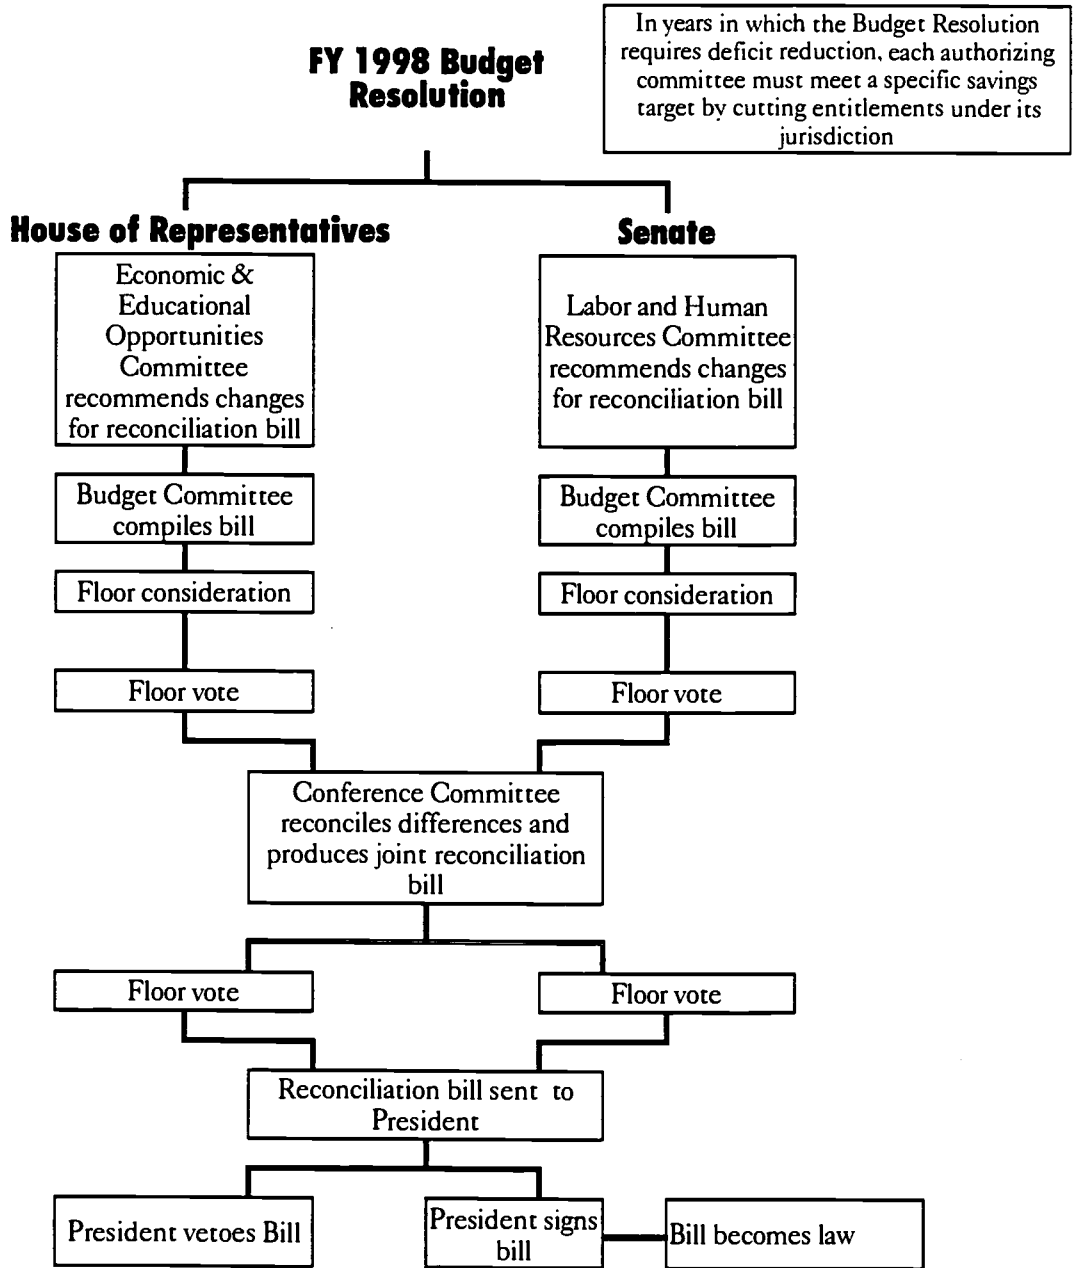 FY 1998 Budget
Resolution
In years in which the Budget Resolution
requires deficit reduction, each authorizing
committee must meet a specific savings
target by cutting entitlements under its
jurisdiction
House of Representatives
Economic &
Educational
Opportunities
Committee
recommends changes
for reconciliation bill
Budget Committee
compiles bill
Floor consideration
Floor vote
Senate
Labor and Human
Resources Committee
recommends changes
for reconciliation bill
Budget Committee
compiles bill
Floor consideration
Floor vote
Conference Committee
reconciles differences and
produces joint reconciliation
bill
Floor vote
Floor vote
Reconciliation bill sent to
President
President vetoes Bill
President signs
bill
Bill becomes law